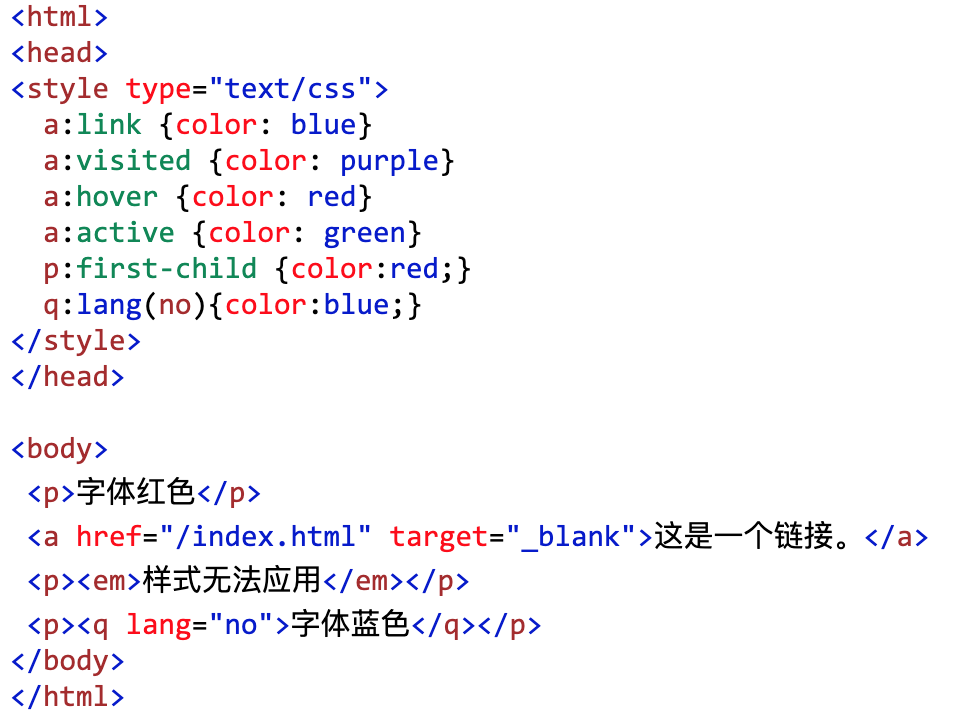 <html>
<head>
<style type="text/css">
  a:link {color: blue}
  a:visited {color: purple}
  a:hover {color: red}
  a:active {color: green}
  p:first-child {color:red;}
  q:lang(no){color:blue;}
</style>
</head>

<body>
 <p>字体红色</p>
 <a href="/index.html" target="_blank">这是一个链接。</a>
 <p><em>样式无法应用</em></p>
 <p><q lang="no">字体蓝色</q></p>
</body>
</html>